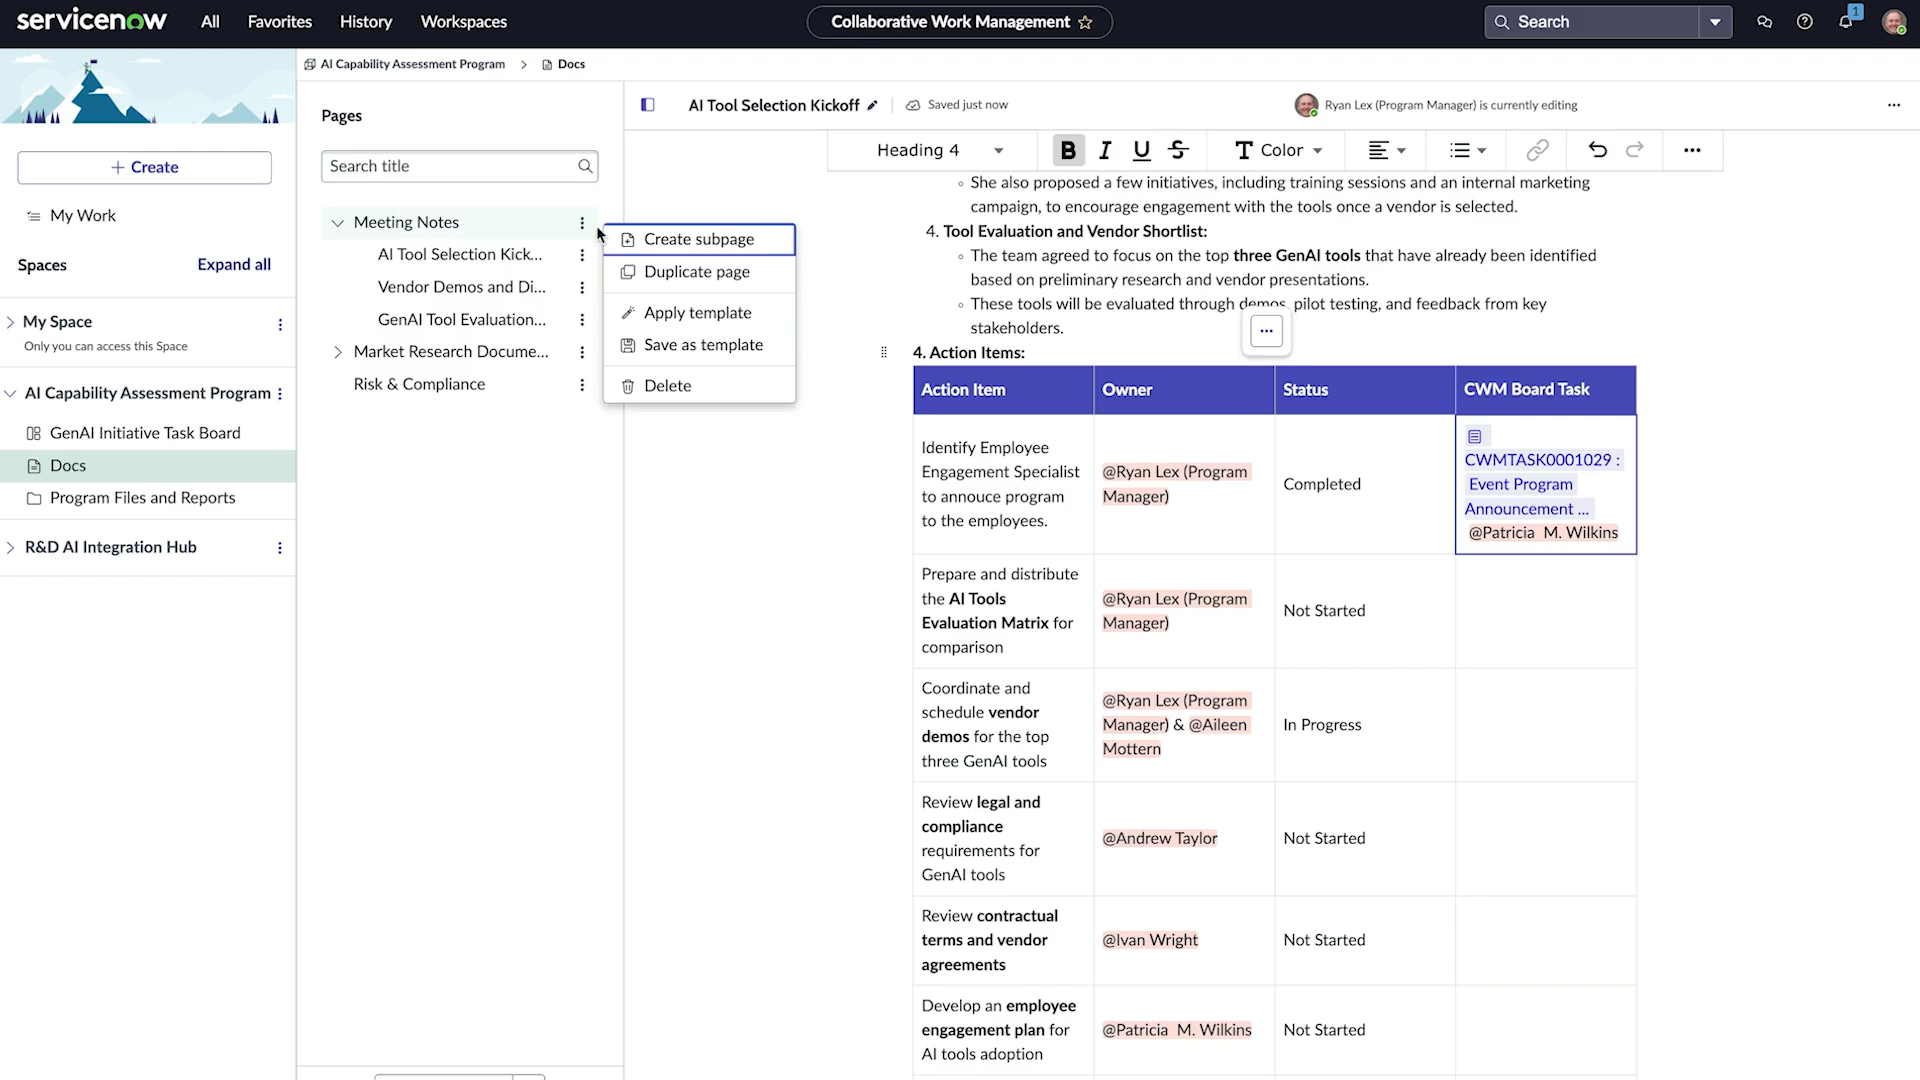 servicenow
All
Favorites
History
Workspaces
Collaborative Work Management
Search
1
AI Capability Assessment Program
Docs
+ Create
My Work
Spaces
Expand all
My Space
Only you can access this Space
AI Capability Assessment Program
GenAI Initiative Task Board
Docs
Program Files and Reports
R&D AI Integration Hub
Pages
Search title
Meeting Notes
AI Tool Selection Kick...
Vendor Demos and Di...
GenAI Tool Evaluation...
Market Research Docume...
Risk & Compliance
Create subpage
Duplicate page
Apply template
Save as template
Delete
AI Tool Selection Kickoff
Saved just now
Ryan Lex (Program Manager) is currently editing
Heading 4
B
I
U
S
T Color
She also proposed a few initiatives, including training sessions and an internal marketing
campaign, to encourage engagement with the tools once a vendor is selected.
4. Tool Evaluation and Vendor Shortlist:
The team agreed to focus on the top three GenAI tools that have already been identified
based on preliminary research and vendor presentations.
These tools will be evaluated through demos, pilot testing, and feedback from key
stakeholders.
4. Action Items:
Action Item
Owner
Status
CWM Board Task
Identify Employee
Engagement Specialist
to annouce program
to the employees.
@Ryan Lex (Program
Manager)
Completed
CWMTASK0001029 :
Event Program
Announcement ...
@Patricia M. Wilkins
Prepare and distribute
the AI Tools
Evaluation Matrix for
comparison
@Ryan Lex (Program
Manager)
Not Started
Coordinate and
schedule vendor
demos for the top
three GenAI tools
@Ryan Lex (Program
Manager) & @Aileen
Mottern
In Progress
Review legal and
compliance
requirements for
GenAI tools
@Andrew Taylor
Not Started
Review contractual
terms and vendor
agreements
@Ivan Wright
Not Started
Develop an employee
engagement plan for
AI tools adoption
@Patricia M. Wilkins
Not Started